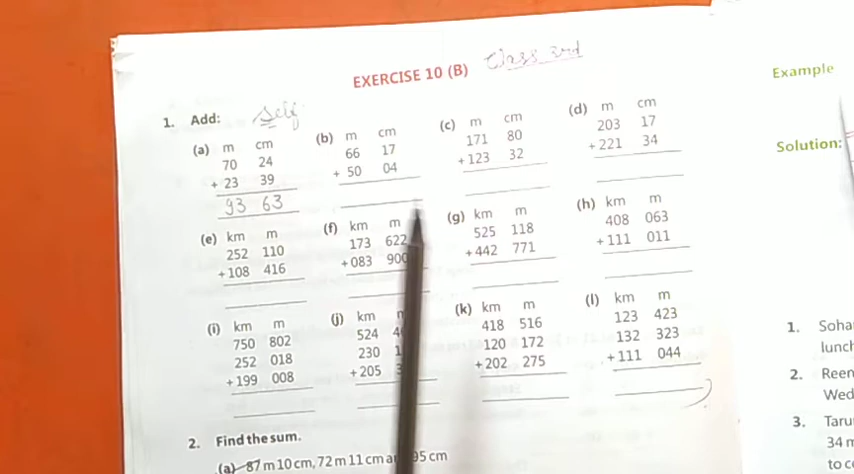 EXERCISE 10 (B) Class 3rd
1. Add: Self
(a) m cm
70 24
+ 23 39
93 63
(b) m cm
66 17
+ 50 04
(c) m cm
171 80
+ 123 32
(d) m cm
203 17
+ 221 34
(e) km m
252 110
+ 108 416
(f) km m
173 622
+ 083 900
(g) km m
525 118
+ 442 771
(h) km m
408 063
+ 111 011
(i) km m
750 802
252 018
+ 199 008
(j) km
524
230
+ 205
(k) km m
418 516
120 172
+ 202 275
(l) km m
123 423
132 323
+ 111 044
2. Find the sum.
(a) 87 m 10 cm, 72 m 11 cm 95 cm
Example
Solution:
1. Soha
lunch
2. Reen
Wed
3. Taru
34 m
to c